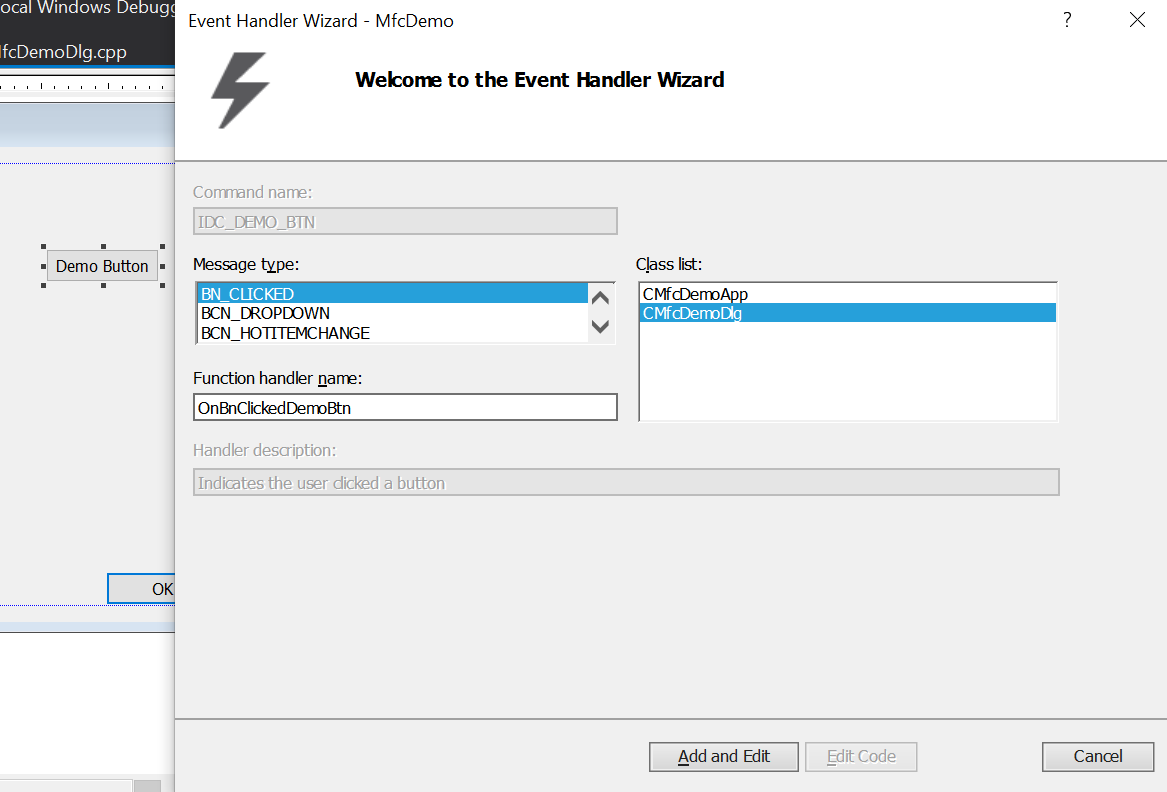 ocal Windows Debugg
Event Handler Wizard - MfcDemo
?
fcDemoDlg.cpp
Welcome to the Event Handler Wizard
Command name:
IDC_DEMO_BTN
Demo Button
Message type:
BN_CLICKED
BCN_DROPDOWN
BCN_HOTITEMCHANGE
Class list:
CMfcDemoApp
CMfcDemoDlg
Function handler name:
OnBnClickedDemoBtn
Handler description:
Indicates the user clicked a button
OK
Add and Edit
Edit Code
Cancel